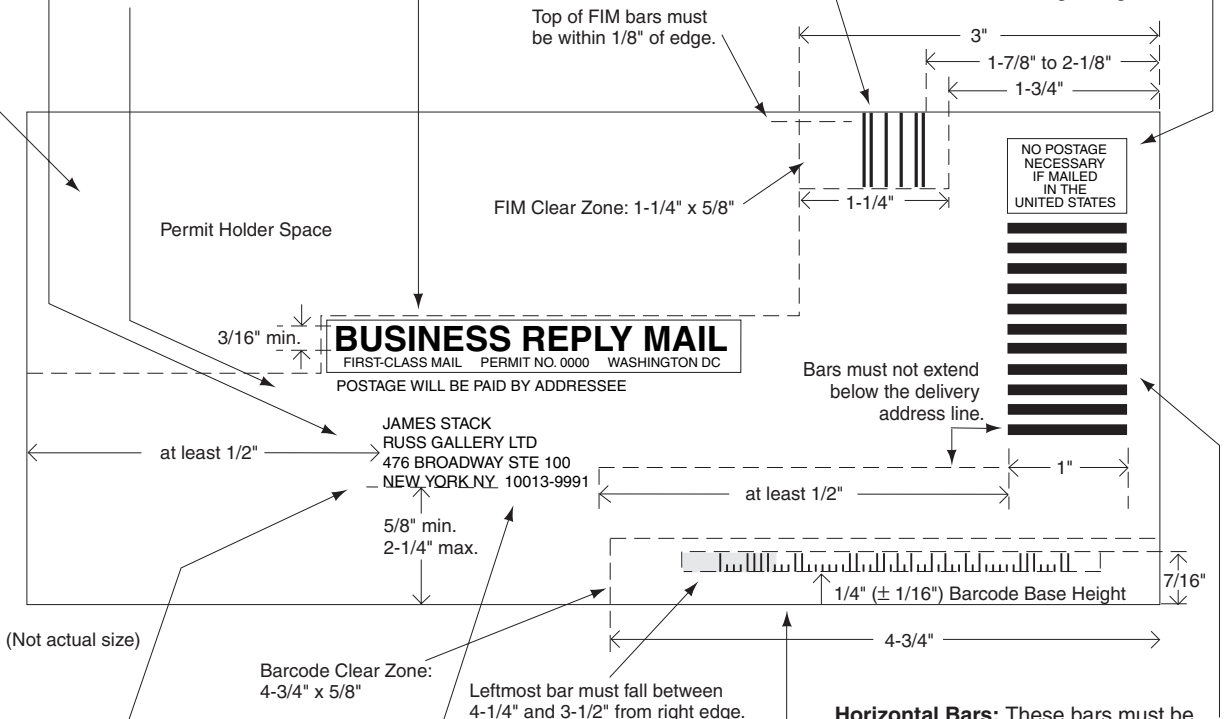 Top of FIM bars must
be within 1/8" of edge.
3"
1-7/8" to 2-1/8"
1-3/4"
NO POSTAGE
NECESSARY
IF MAILED
IN THE
UNITED STATES
FIM Clear Zone: 1-1/4" x 5/8"
1-1/4"
Permit Holder Space
3/16" min.
BUSINESS REPLY MAIL
FIRST-CLASS MAIL PERMIT NO. 0000 WASHINGTON DC
POSTAGE WILL BE PAID BY ADDRESSEE
Bars must not extend
below the delivery
address line.
JAMES STACK
RUSS GALLERY LTD
476 BROADWAY STE 100
NEW YORK NY 10013-9991
at least 1/2"
1"
at least 1/2"
5/8" min.
2-1/4" max.
7/16"
1/4" (± 1/16") Barcode Base Height
(Not actual size)
4-3/4"
Barcode Clear Zone:
4-3/4" x 5/8"
Leftmost bar must fall between
4-1/4" and 3-1/2" from right edge.
Horizontal Bars: These bars must be